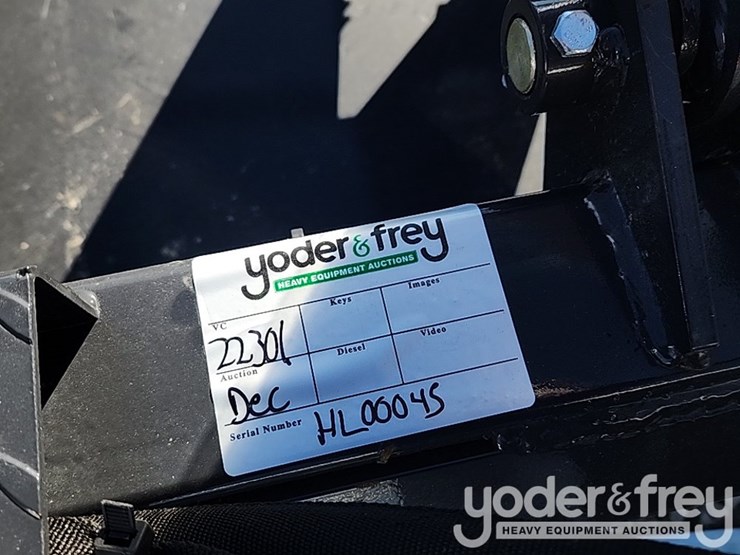 yoder & frey
HEAVY EQUIPMENT AUCTIONS
VC Keys Images
22301
Auction Diesel Video
Dec
Serial Number HL00045
yoder & frey
HEAVY EQUIPMENT AUCTIONS